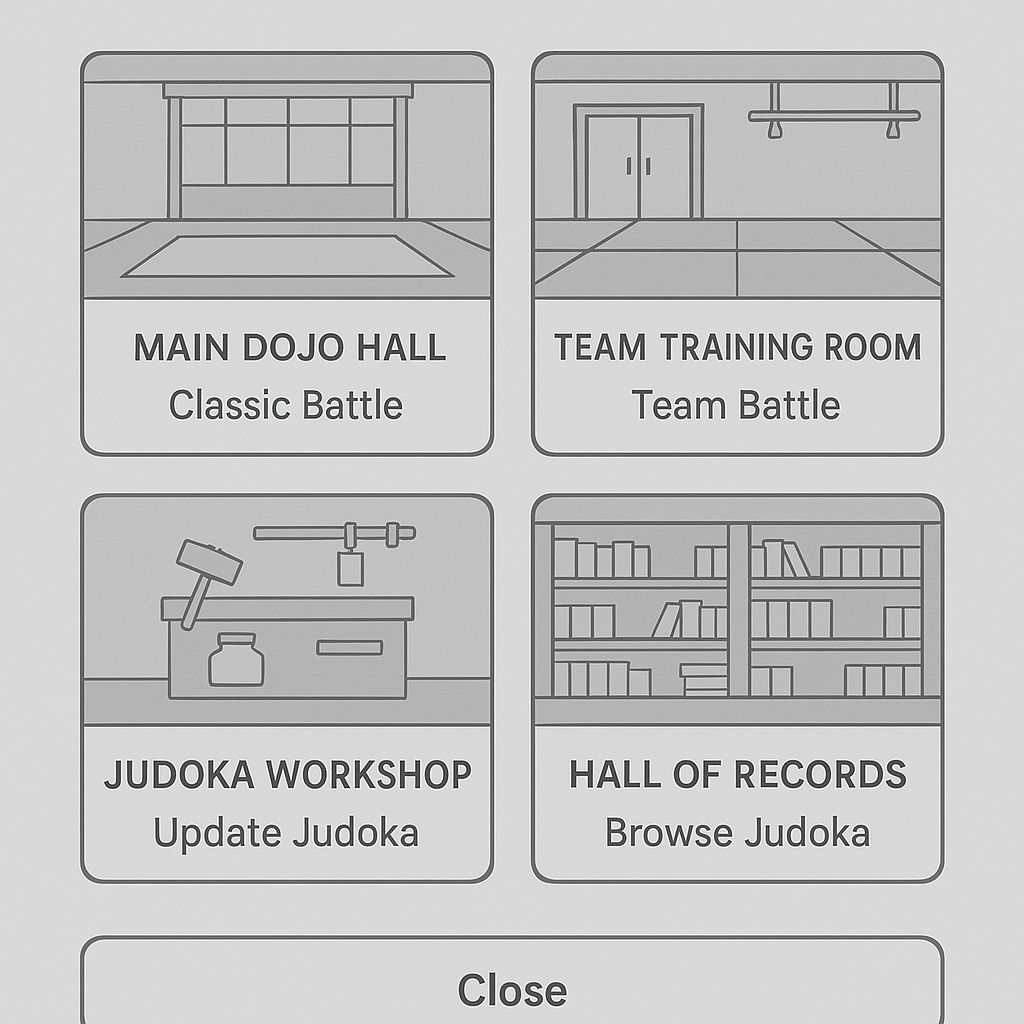 MAIN DOJO HALL
Classic Battle
TEAM TRAINING ROOM
Team Battle
JUDOKA WORKSHOP
Update Judoka
HALL OF RECORDS
Browse Judoka
Close